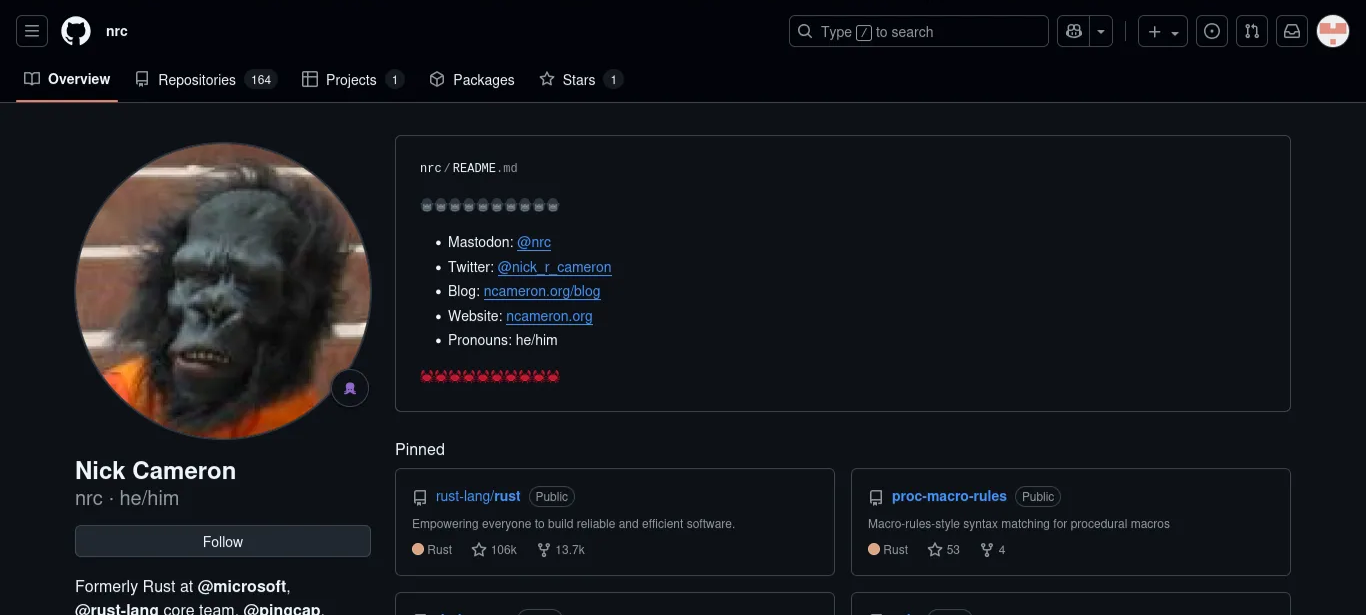 nrc
Type / to search
Overview
Repositories 164
Projects 1
Packages
Stars 1
nrc/README.md
Mastodon: @nrc
Twitter: @nick_r_cameron
Blog: ncameron.org/blog
Website: ncameron.org
Pronouns: he/him
Pinned
Nick Cameron
nrc · he/him
Follow
Formerly Rust at @microsoft,
@rust-lang core team, @pingcap,
rust-lang/rust Public
Empowering everyone to build reliable and efficient software.
Rust 106k 13.7k
proc-macro-rules Public
Macro-rules-style syntax matching for procedural macros
Rust 53 4